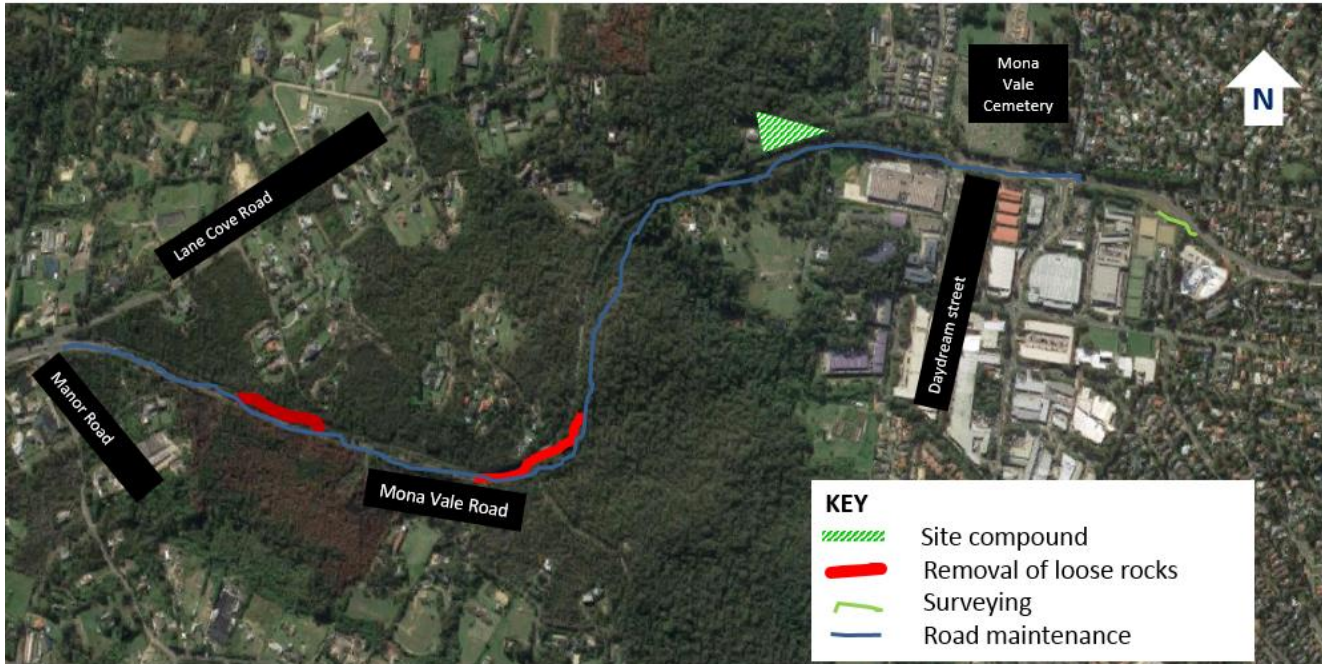 Mona
Vale
Cemetery
N
Lane Cove Road
Manor Road
Daydream street
Mona Vale Road
KEY
Site compound
Removal of loose rocks
Surveying
Road maintenance